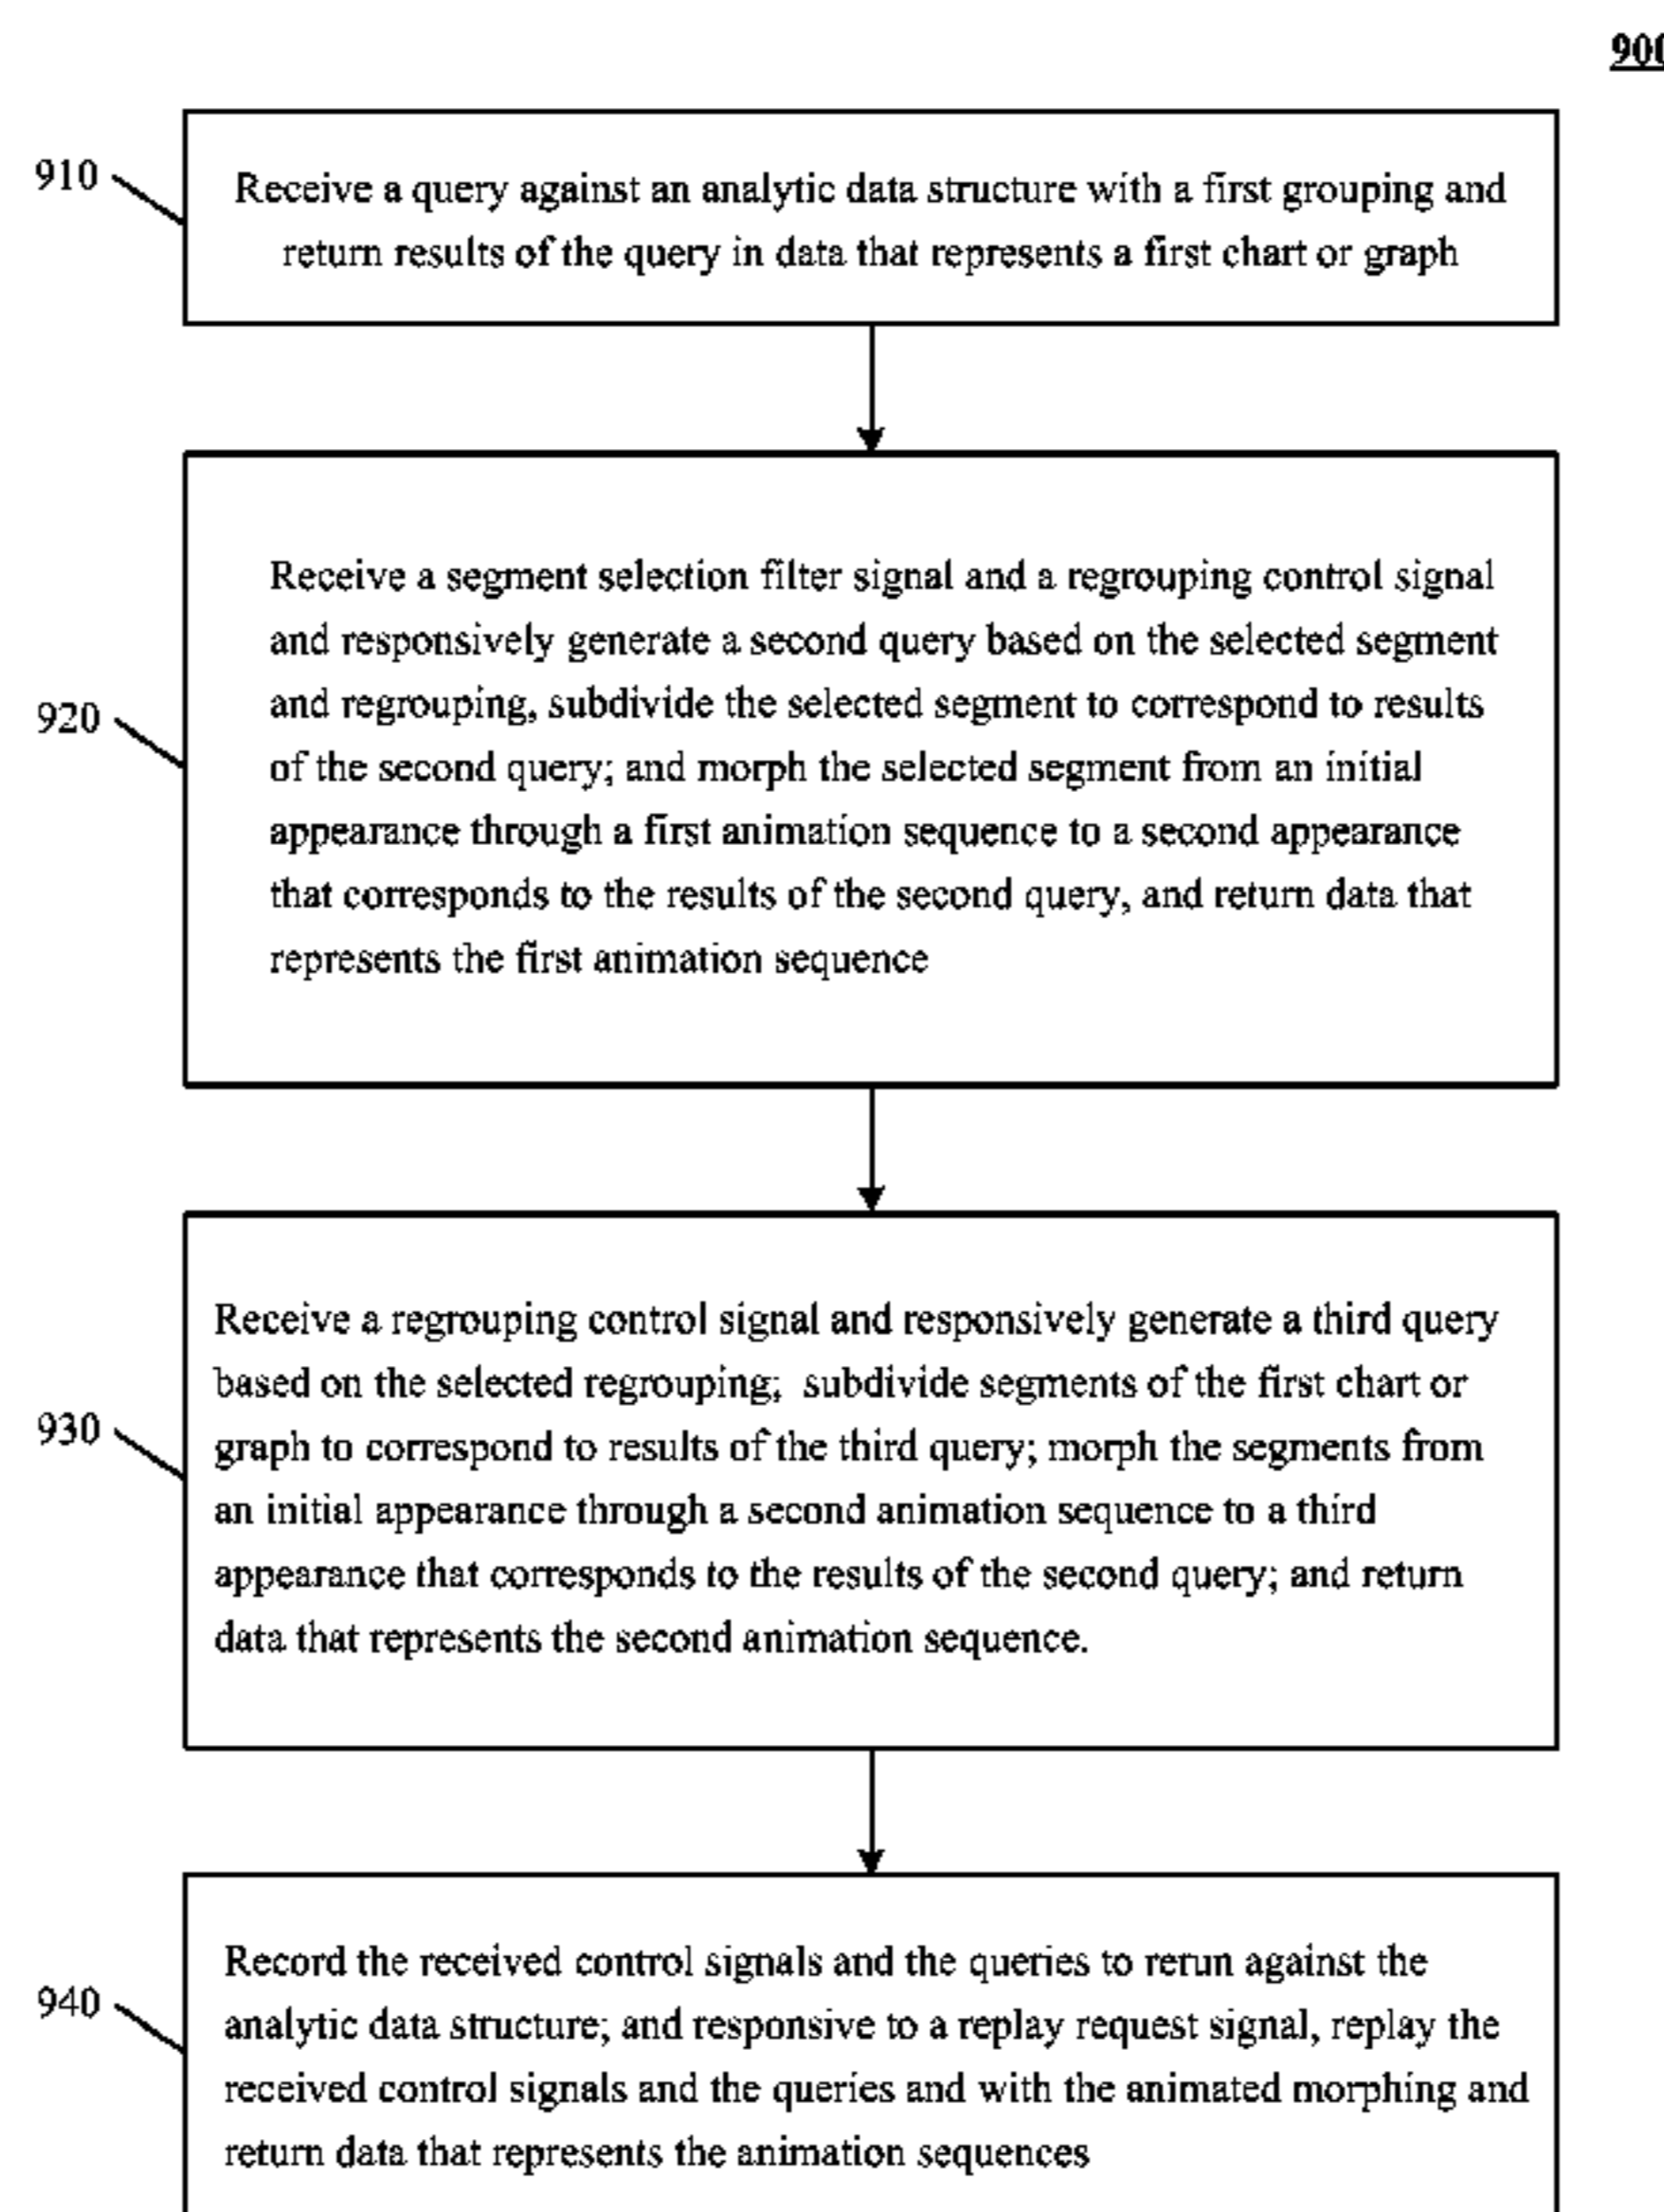 900
910
Receive a query against an analytic data structure with a first grouping and
return results of the query in data that represents a first chart or graph
920
Receive a segment selection filter signal and a regrouping control signal
and responsively generate a second query based on the selected segment
and regrouping, subdivide the selected segment to correspond to results
of the second query; and morph the selected segment from an initial
appearance through a first animation sequence to a second appearance
that corresponds to the results of the second query, and return data that
represents the first animation sequence
930
Receive a regrouping control signal and responsively generate a third query
based on the selected regrouping; subdivide segments of the first chart or
graph to correspond to results of the third query; morph the segments from
an initial appearance through a second animation sequence to a third
appearance that corresponds to the results of the second query; and return
data that represents the second animation sequence.
940
Record the received control signals and the queries to rerun against the
analytic data structure; and responsive to a replay request signal, replay the
received control signals and the queries and with the animated morphing and
return data that represents the animation sequences